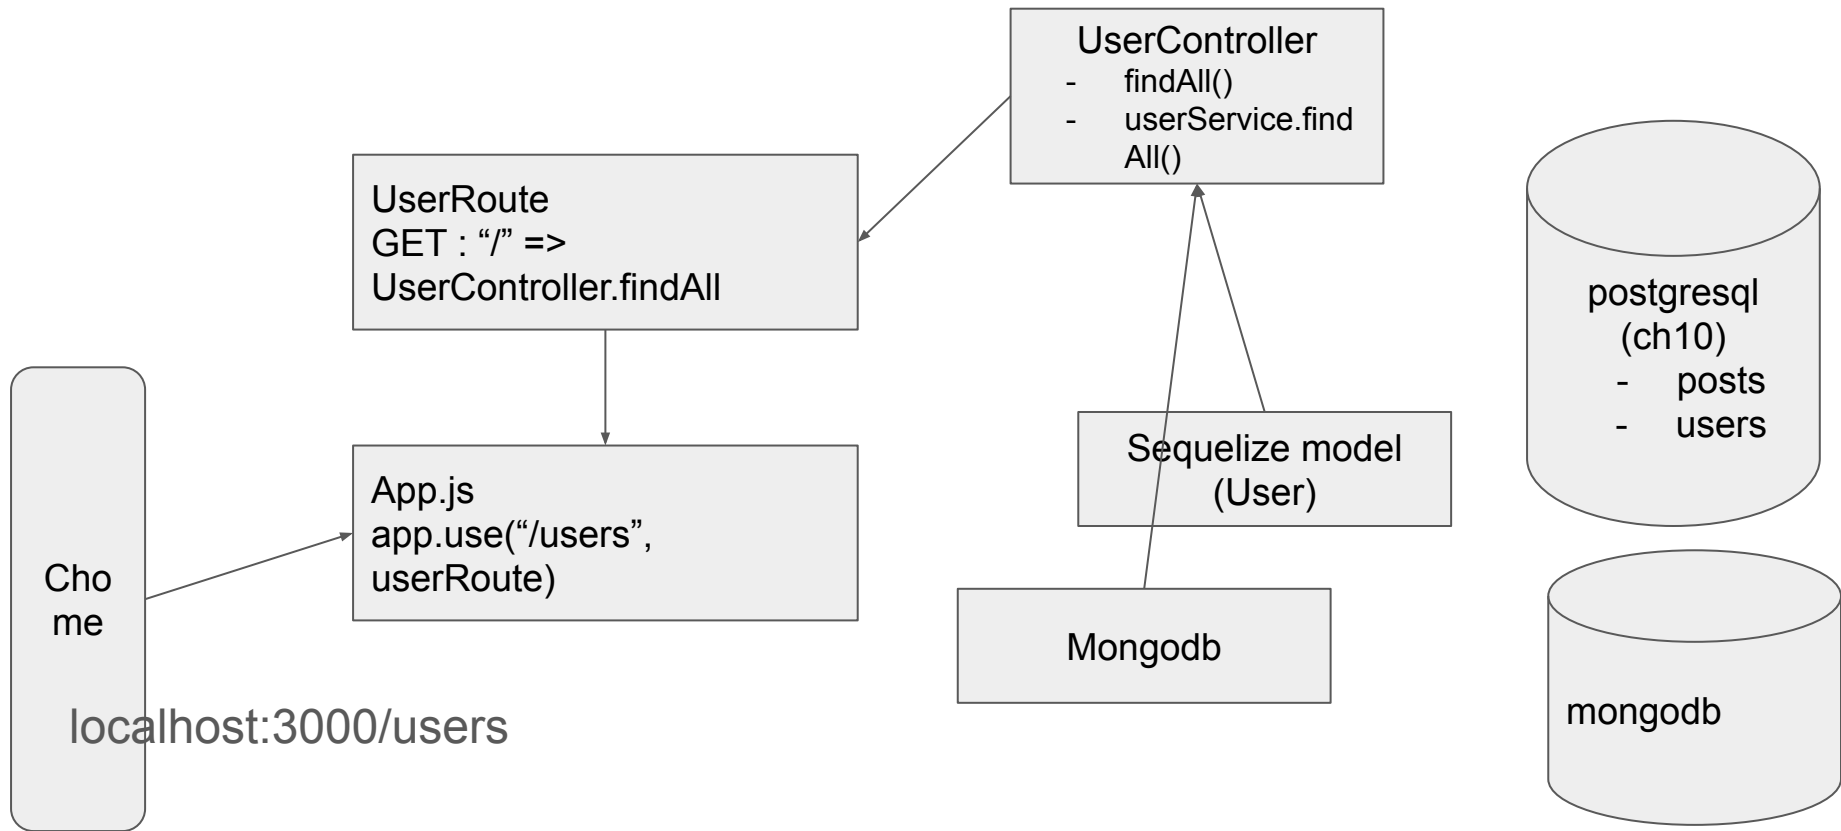 UserController
- findAll()
- userService.find
All()
UserRoute
GET : “/” =>
UserController.findAll
postgresql
(ch10)
- posts
- users
Sequelize model
(User)
App.js
app.use(“/users”,
userRoute)
Cho
me
Mongodb
mongodb
localhost:3000/users